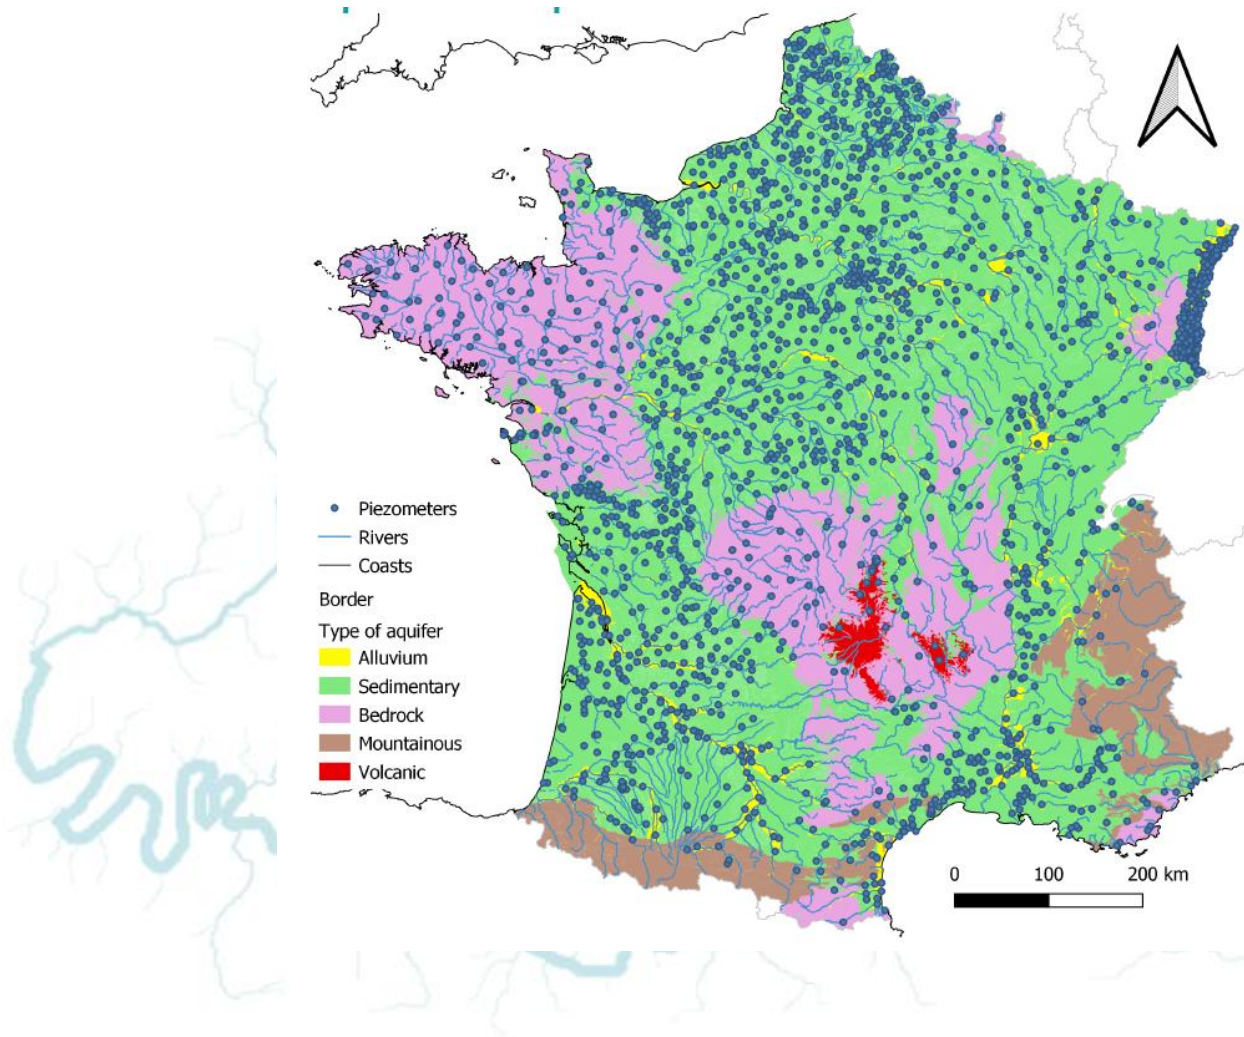 Piezometers
Rivers
Coasts
Border
Type of aquifer
Alluvium
Sedimentary
Bedrock
Mountainous
Volcanic
0 100 200 km